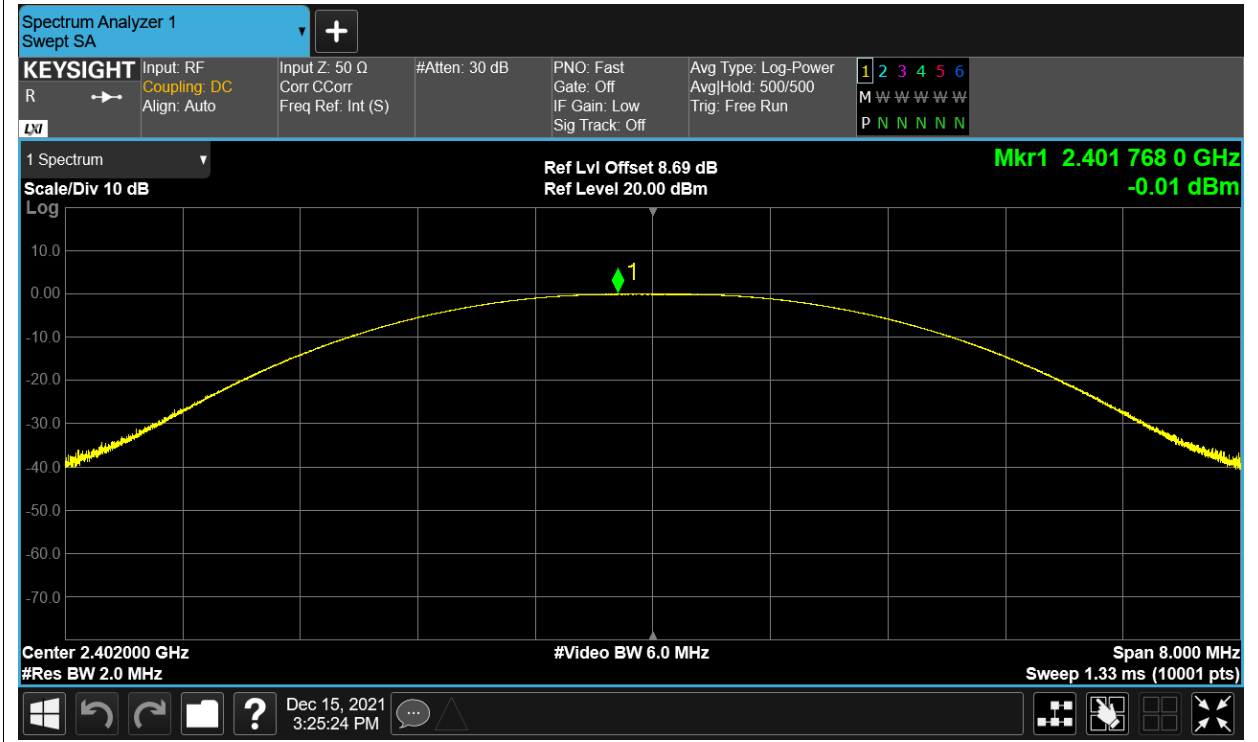 Spectrum Analyzer 1
Swept SA
KEYSIGHT
R
LXI
Input: RF
Coupling: DC
Align: Auto
Input Z: 50 Ω
Corr CCorr
Freq Ref: Int (S)
#Atten: 30 dB
PNO: Fast
Gate: Off
IF Gain: Low
Sig Track: Off
Avg Type: Log-Power
Avg|Hold: 500/500
Trig: Free Run
1 2 3 4 5 6
M W W W W W W
P N N N N N N
1 Spectrum
Scale/Div 10 dB
Log
Ref Lvl Offset 8.69 dB
Ref Level 20.00 dBm
Mkr1 2.401 768 0 GHz
-0.01 dBm
1
10.0
0.00
-10.0
-20.0
-30.0
-40.0
-50.0
-60.0
-70.0
Center 2.402000 GHz
#Res BW 2.0 MHz
#Video BW 6.0 MHz
Span 8.000 MHz
Sweep 1.33 ms (10001 pts)
?
Dec 15, 2021
3:25:24 PM